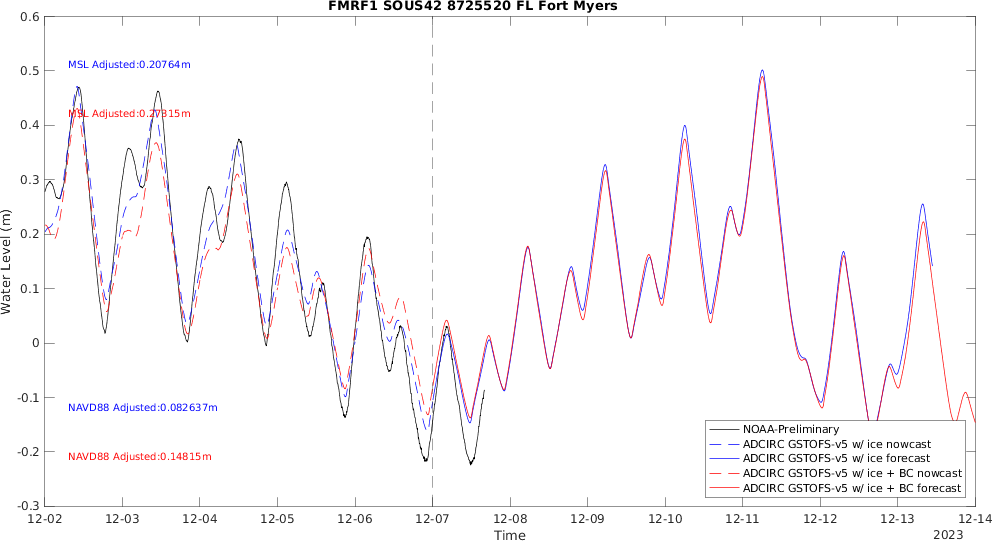 FMRF1 SOUS42 8725520 FL Fort Myers
0.6
0.5
0.4
0.3
0.2
0.1
0
-0.1
-0.2
-0.3
Water Level (m)
MSL Adjusted:0.20764m
MSL Adjusted:0.27315m
NAVD88 Adjusted:0.082637m
NAVD88 Adjusted:0.14815m
NOAA-Preliminary
ADCIRC GSTOFS-v5 w/ ice nowcast
ADCIRC GSTOFS-v5 w/ ice forecast
ADCIRC GSTOFS-v5 w/ ice + BC nowcast
ADCIRC GSTOFS-v5 w/ ice + BC forecast
12-02 12-03 12-04 12-05 12-06 12-07 12-08 12-09 12-10 12-11 12-12 12-13 12-14
Time
2023